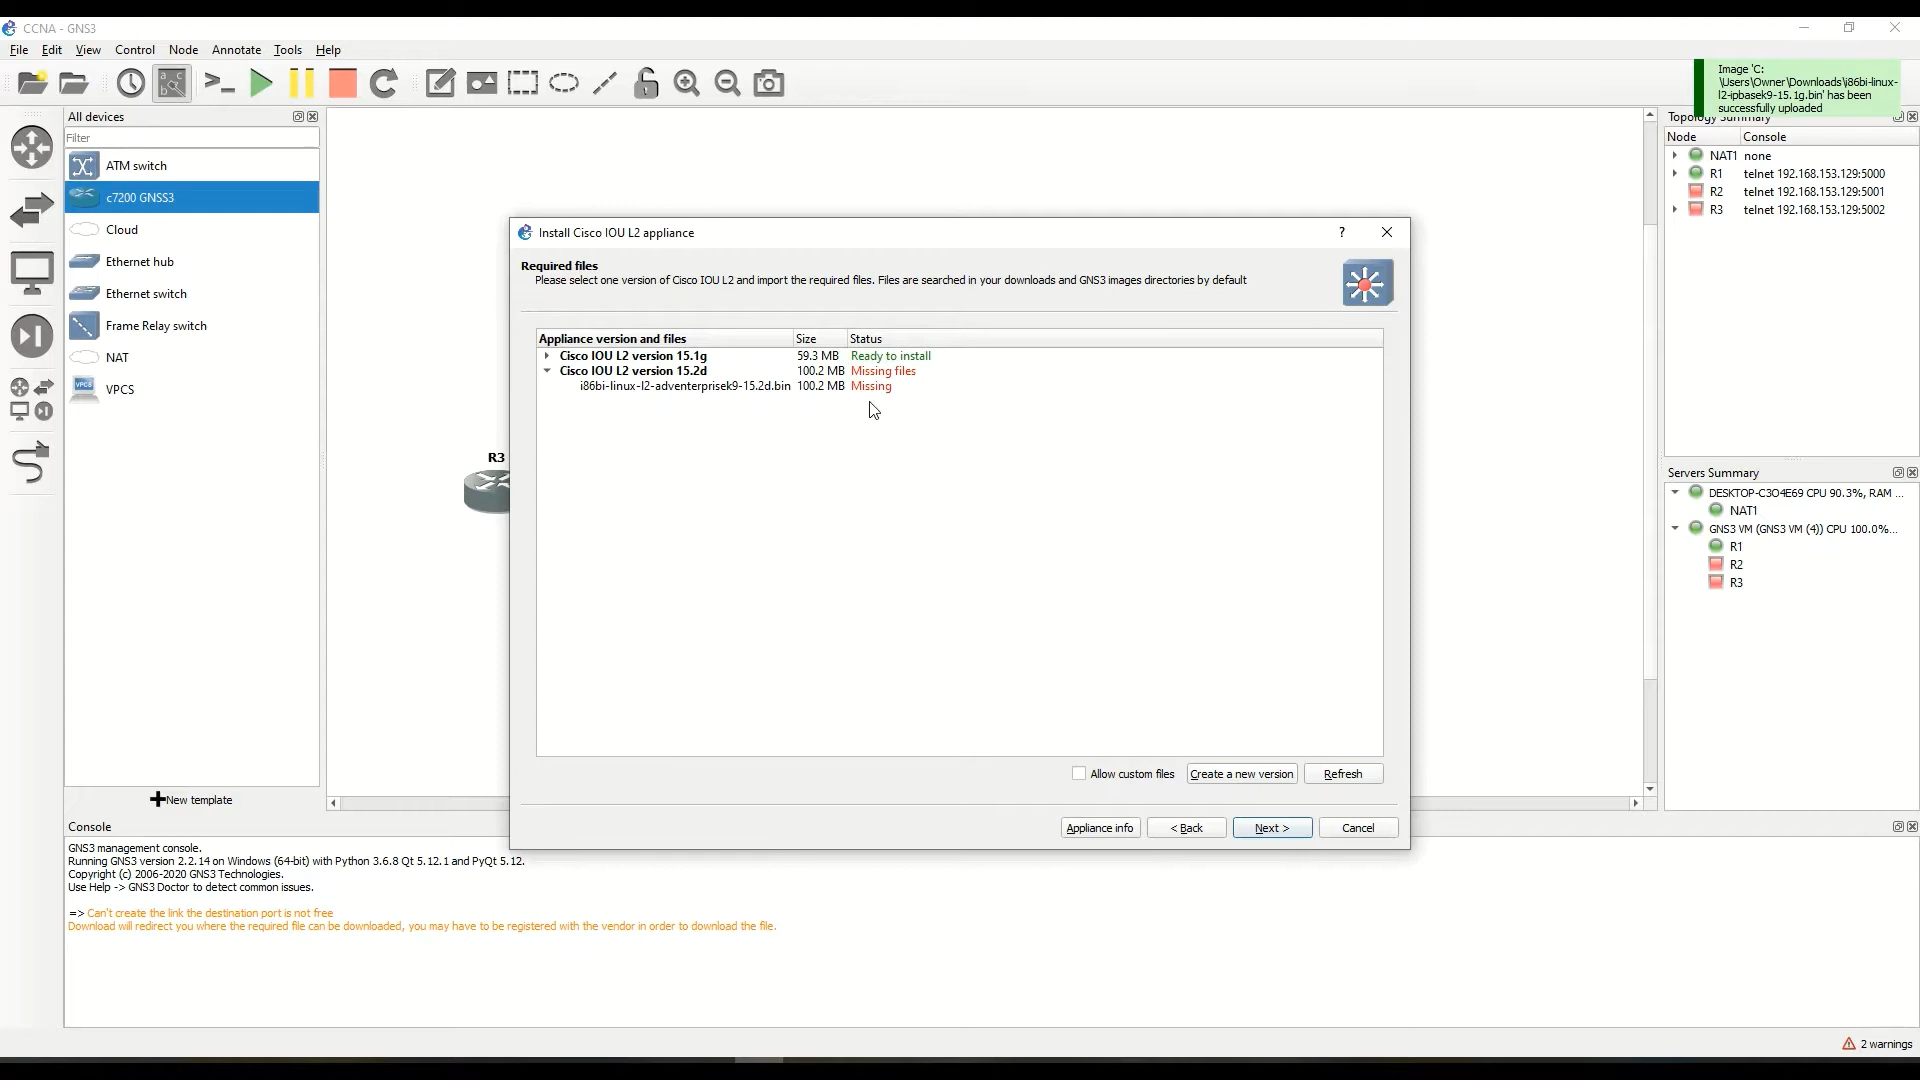 CCNA - GNS3
File Edit View Control Node Annotate Tools Help
Image 'C:
\Users\Owner\Downloads\i86bi-linux-
l2-ipbasek9-15.1g.bin' has been
successfully uploaded
All devices
Filter
ATM switch
c7200 GNSS3
Cloud
Ethernet hub
Ethernet switch
Frame Relay switch
NAT
VPCS
VPCS
New template
R3
Install Cisco IOU L2 appliance
?
Required files
Please select one version of Cisco IOU L2 and import the required files. Files are searched in your downloads and GNS3 images directories by default
Appliance version and files Size Status
Cisco IOU L2 version 15.1g 59.3 MB Ready to install
Cisco IOU L2 version 15.2d 100.2 MB Missing files
i86bi-linux-l2-adventerprisek9-15.2d.bin 100.2 MB Missing
Allow custom files Create a new version Refresh
Appliance info < Back Next > Cancel
Topology Summary
Node Console
NAT1 none
R1 telnet 192.168.153.129:5000
R2 telnet 192.168.153.129:5001
R3 telnet 192.168.153.129:5002
Servers Summary
DESKTOP-C3O4E69 CPU 90.3%, RAM ...
NAT1
GNS3 VM (GNS3 VM (4)) CPU 100.0%...
R1
R2
R3
Console
GNS3 management console.
Running GNS3 version 2.2.14 on Windows (64-bit) with Python 3.6.8 Qt 5.12.1 and PyQt 5.12.
Copyright (c) 2006-2020 GNS3 Technologies.
Use Help -> GNS3 Doctor to detect common issues.
=> Can't create the link the destination port is not free
Download will redirect you where the required file can be downloaded, you may have to be registered with the vendor in order to download the file.
2 warnings